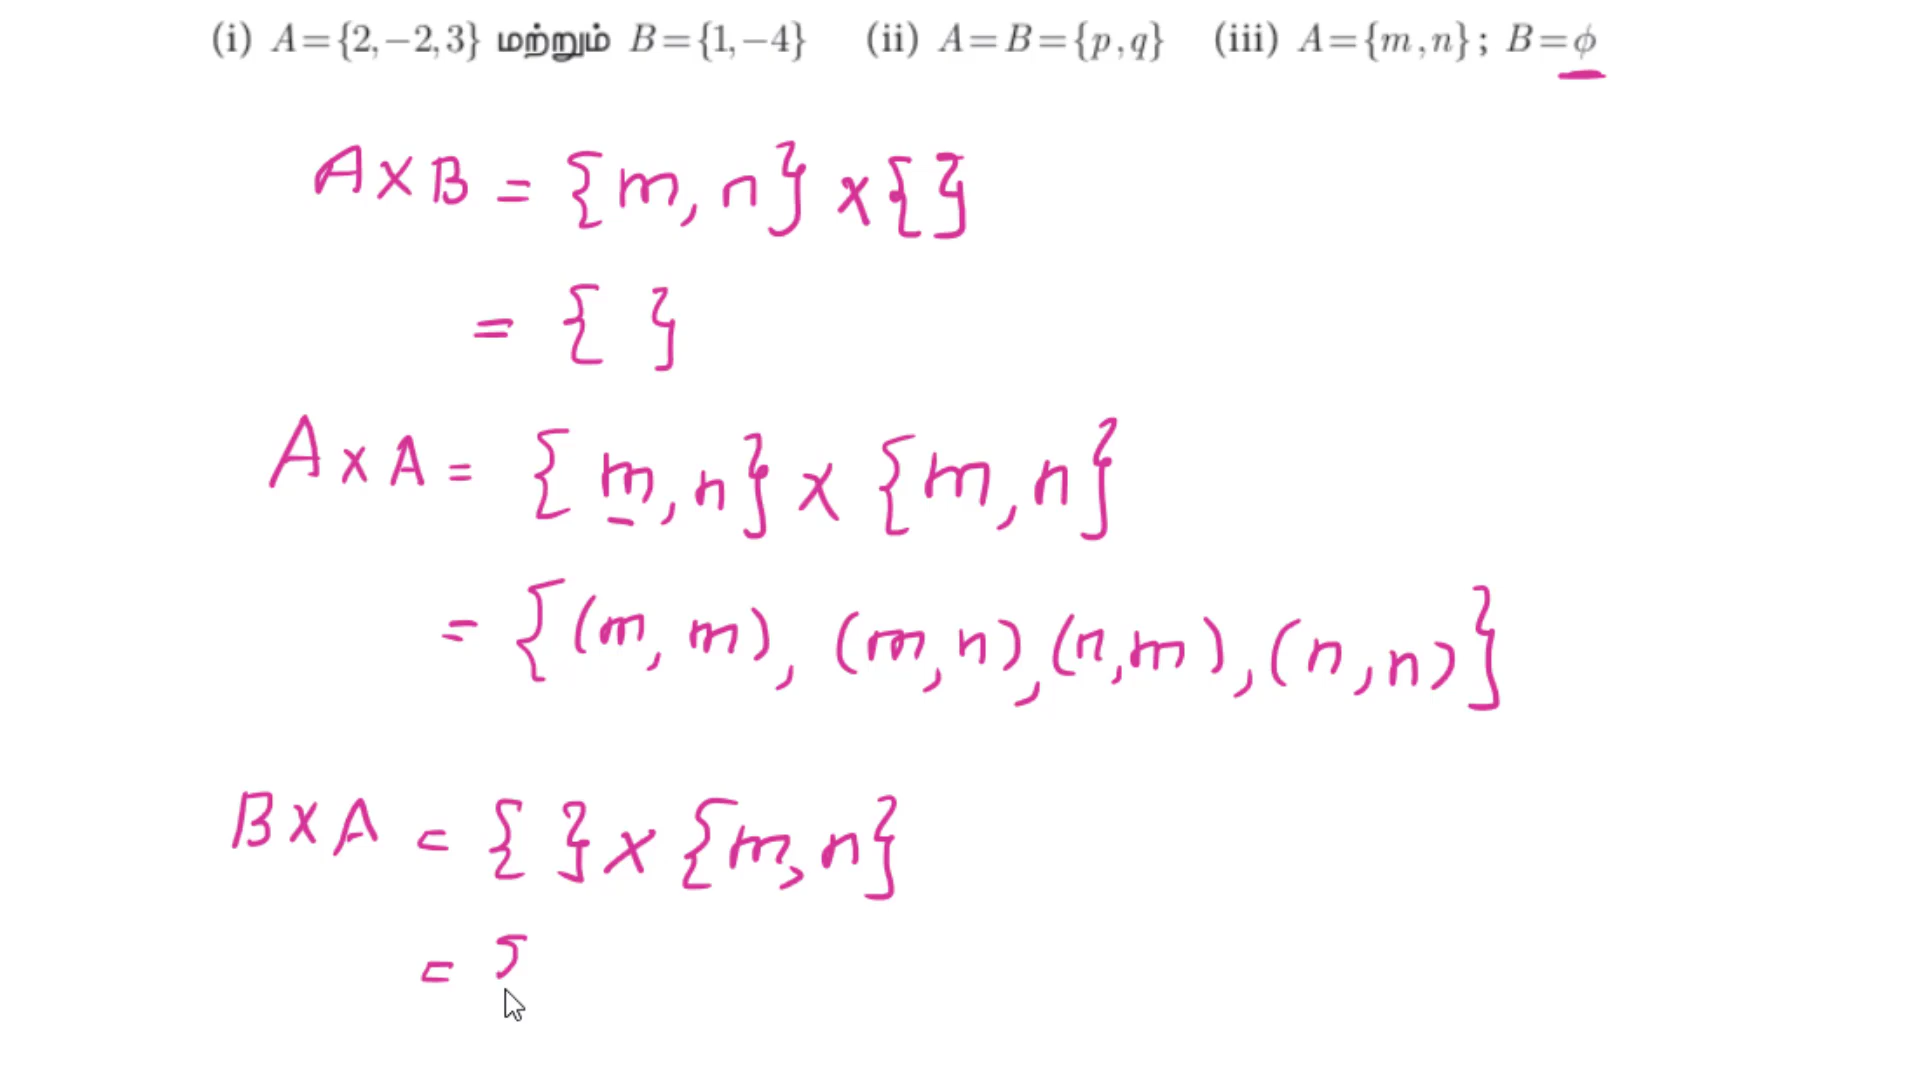 (i) A={2,−2,3} மற்றும் B={1,−4} (ii) A=B={p,q} (iii) A={m,n}; B=ϕ
A×B = {m, n} × {}
= { }
A×A = {m, n} × {m, n}
= {(m, m), (m, n), (n, m), (n, n)}
B×A = { } × {m, n}
=